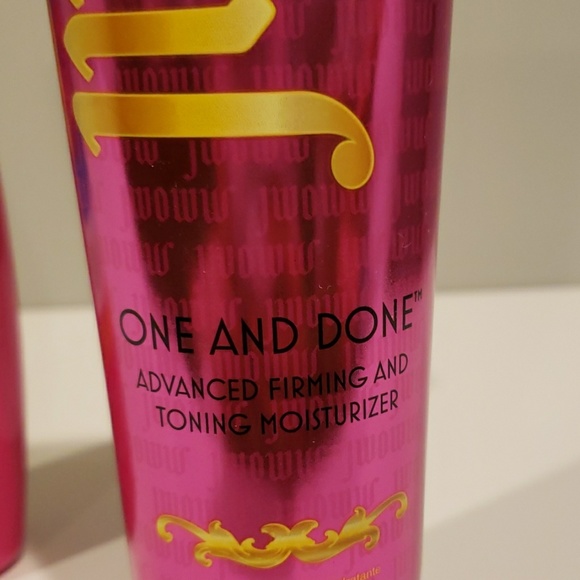 ONE AND DONE™
ADVANCED FIRMING AND
TONING MOISTURIZER